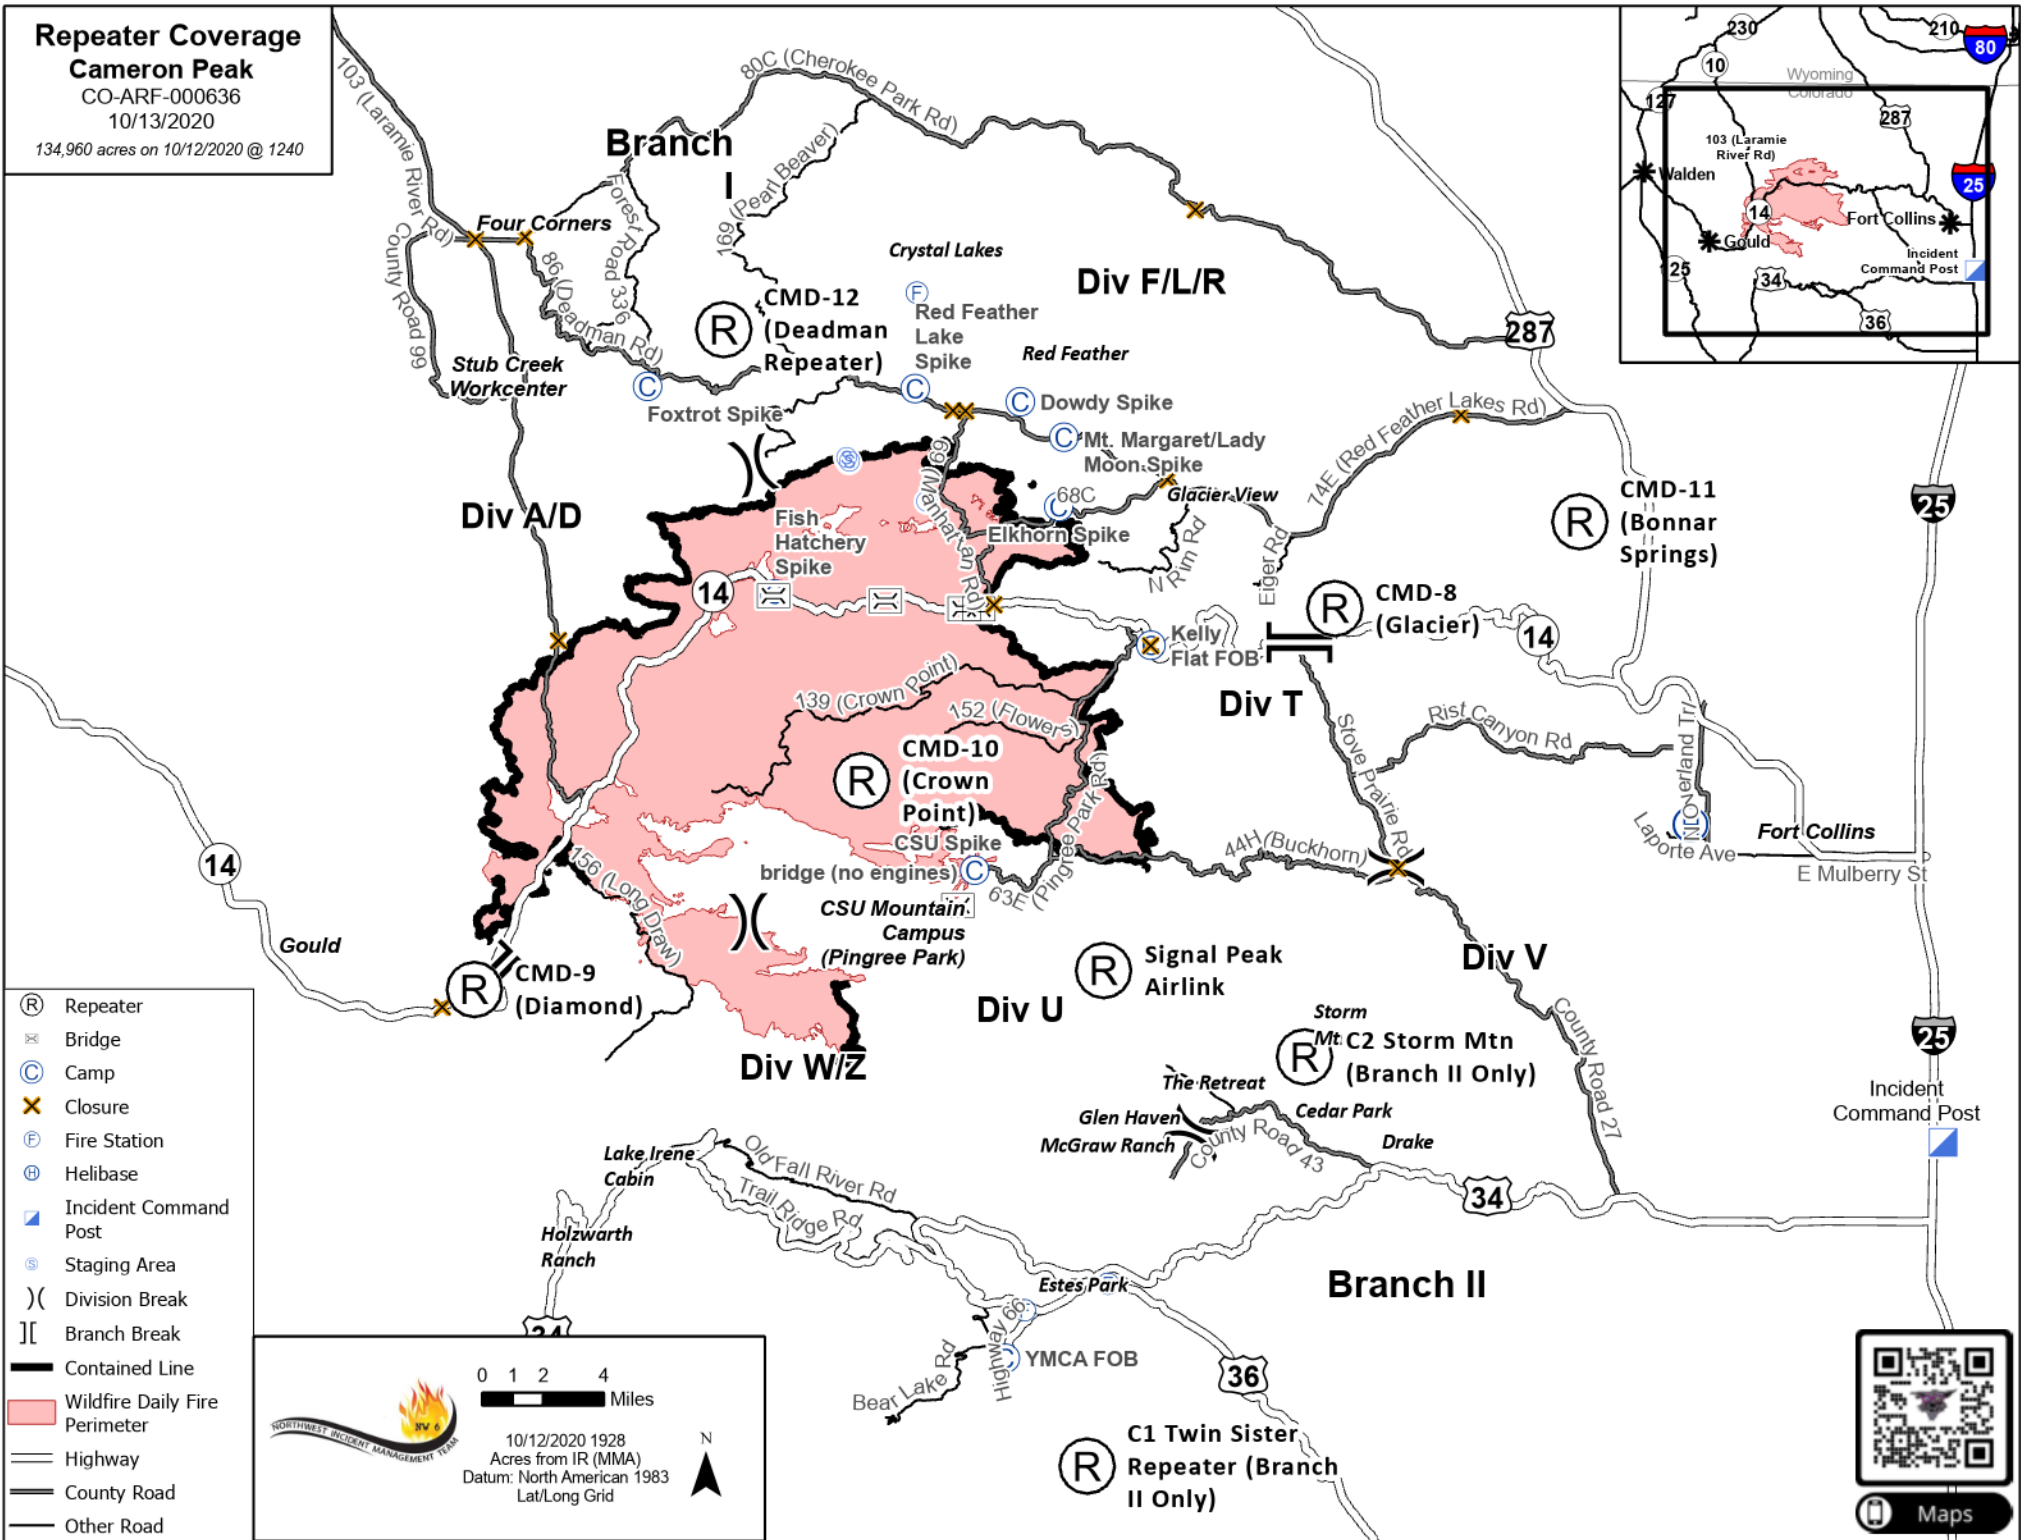 Repeater Coverage
Cameron Peak
CO-ARF-000636
10/13/2020
134,960 acres on 10/12/2020 @ 1240
230
210
80
10
Wyoming
Colorado
127
287
103 (Laramie
River Rd)
Walden
25
14
Fort Collins
Gould
Incident
Command Post
125
34
36
103 (Laramie River Rd)
80C (Cherokee Park Rd)
Branch
I
169 (Pearl Beaver)
Forest Road 336
Four Corners
County Road 99
86 (Deadman Rd)
Crystal Lakes
Div F/L/R
F
R
CMD-12
(Deadman
Repeater)
Red Feather
Lake
Spike
Red Feather
287
Stub Creek
Workcenter
C
Foxtrot Spike
C
C
Dowdy Spike
C
Mt. Margaret/Lady
Moon Spike
74E (Red Feather Lakes Rd)
S
69 (Manhattan Rd)
68C
C
Glacier View
Elkhorn Spike
N Rim Rd
Eiger Rd
R
CMD-11
(Bonnar
Springs)
25
Div A/D
Fish
Hatchery
Spike
14
R
CMD-8
(Glacier)
14
Kelly
Flat FOB
139 (Crown Point)
152 (Flowers)
Div T
Stove Prairie Rd
Rist Canyon Rd
N Overland Trl
R
CMD-10
(Crown
Point)
CSU Spike
bridge (no engines)
C
63E (Pingree Park Rd)
44H (Buckhorn)
Laporte Ave
Fort Collins
E Mulberry St
14
156 (Long Draw)
CSU Mountain
Campus
(Pingree Park)
Gould
R
CMD-9
(Diamond)
R
Signal Peak
Airlink
Div V
Div U
Div W/Z
Storm
Mt.
R
C2 Storm Mtn
(Branch II Only)
County Road 27
25
Incident
Command Post
The Retreat
Glen Haven
McGraw Ranch
Cedar Park
County Road 43
Drake
34
Lake Irene
Cabin
Old Fall River Rd
Trail Ridge Rd
Holzwarth
Ranch
34
Estes Park
Branch II
Highway 66
C
YMCA FOB
Bear Lake Rd
36
R
C1 Twin Sister
Repeater (Branch
II Only)
R Repeater
Bridge
C Camp
Closure
F Fire Station
H Helibase
Incident Command
Post
S Staging Area
)( Division Break
][ Branch Break
Contained Line
Wildfire Daily Fire
Perimeter
Highway
County Road
Other Road
NW 6
NORTHWEST INCIDENT MANAGEMENT TEAM
0 1 2 4
Miles
10/12/2020 1928
Acres from IR (MMA)
Datum: North American 1983
Lat/Long Grid
N
Maps